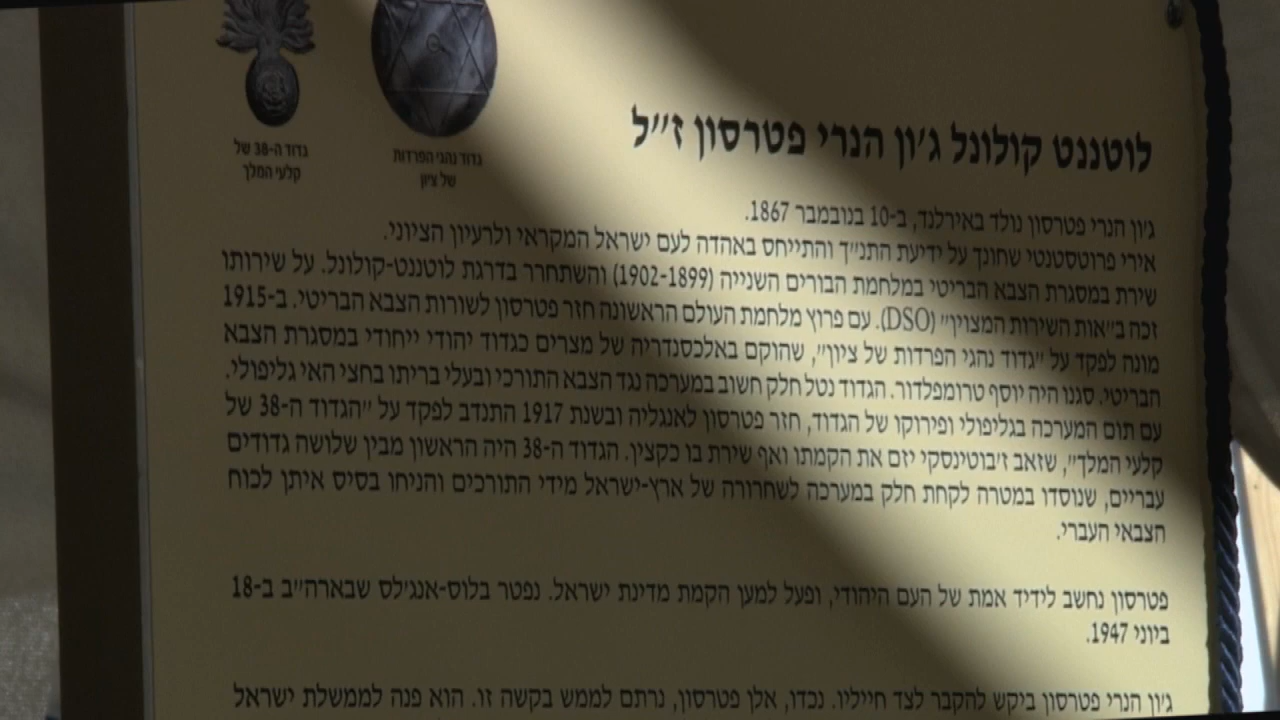 גדוד ה-38 של
קלעי המלך
גדוד נהגי הפרדות
של ציון
לוטננט קולונל ג'ון הנרי פטרסון ז"ל
ג'ון הנרי פטרסון נולד באירלנד, ב-10 בנובמבר 1867.
אירי פרוטסטנטי שחונך על ידיעת התנ"ך והתייחס באהדה לעם ישראל המקראי ולרעיון הציוני.
שירת במסגרת הצבא הבריטי במלחמת הבורים השנייה (1902-1899) והשתחרר בדרגת לוטננט-קולונל. על שירותו
זכה ב"אות השירות המצוין" (DSO). עם פרוץ מלחמת העולם הראשונה חזר פטרסון לשורות הצבא הבריטי. ב-1915
מונה לפקד על "גדוד נהגי הפרדות של ציון", שהוקם באלכסנדריה של מצרים כגדוד יהודי ייחודי במסגרת הצבא
הבריטי. סגנו היה יוסף טרומפלדור. הגדוד נטל חלק חשוב במערכה נגד הצבא התורכי ובעלי בריתו בחצי האי גליפולי.
עם תום המערכה בגליפולי ופירוקו של הגדוד, חזר פטרסון לאנגליה ובשנת 1917 התנדב לפקד על "הגדוד ה-38 של
קלעי המלך", שזאב ז'בוטינסקי יזם את הקמתו ואף שירת בו כקצין. הגדוד ה-38 היה הראשון מבין שלושה גדודים
עבריים, שנוסדו במטרה לקחת חלק במערכה לשחרורה של ארץ-ישראל מידי התורכים והניחו בסיס איתן לכוח
הצבאי העברי.
פטרסון נחשב לידיד אמת של העם היהודי, ופעל למען הקמת מדינת ישראל. נפטר בלוס-אנג'לס שבארה"ב ב-18
ביוני 1947.
ג'ון הנרי פטרסון ביקש להקבר לצד חייליו. נכדו, אלן פטרסון, נרתם לממש בקשה זו. הוא פנה לממשלת ישראל